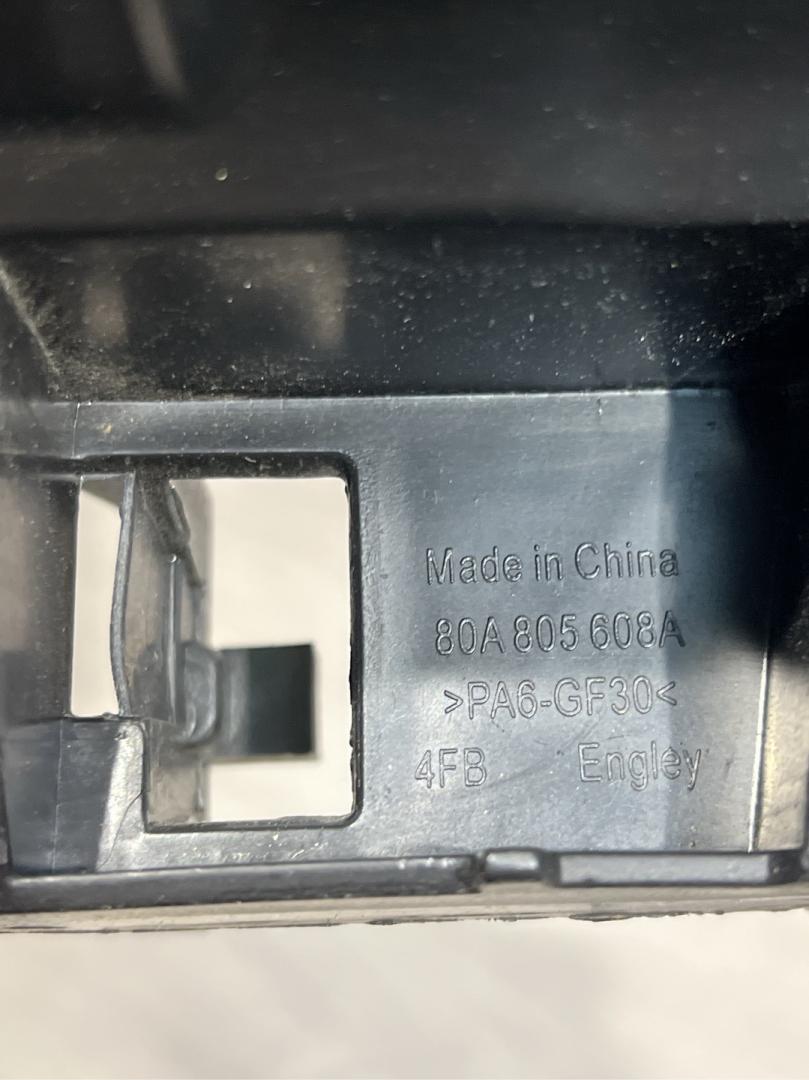 Made in China
80A 805 608A
>PA6-GF30<
4FB Engley